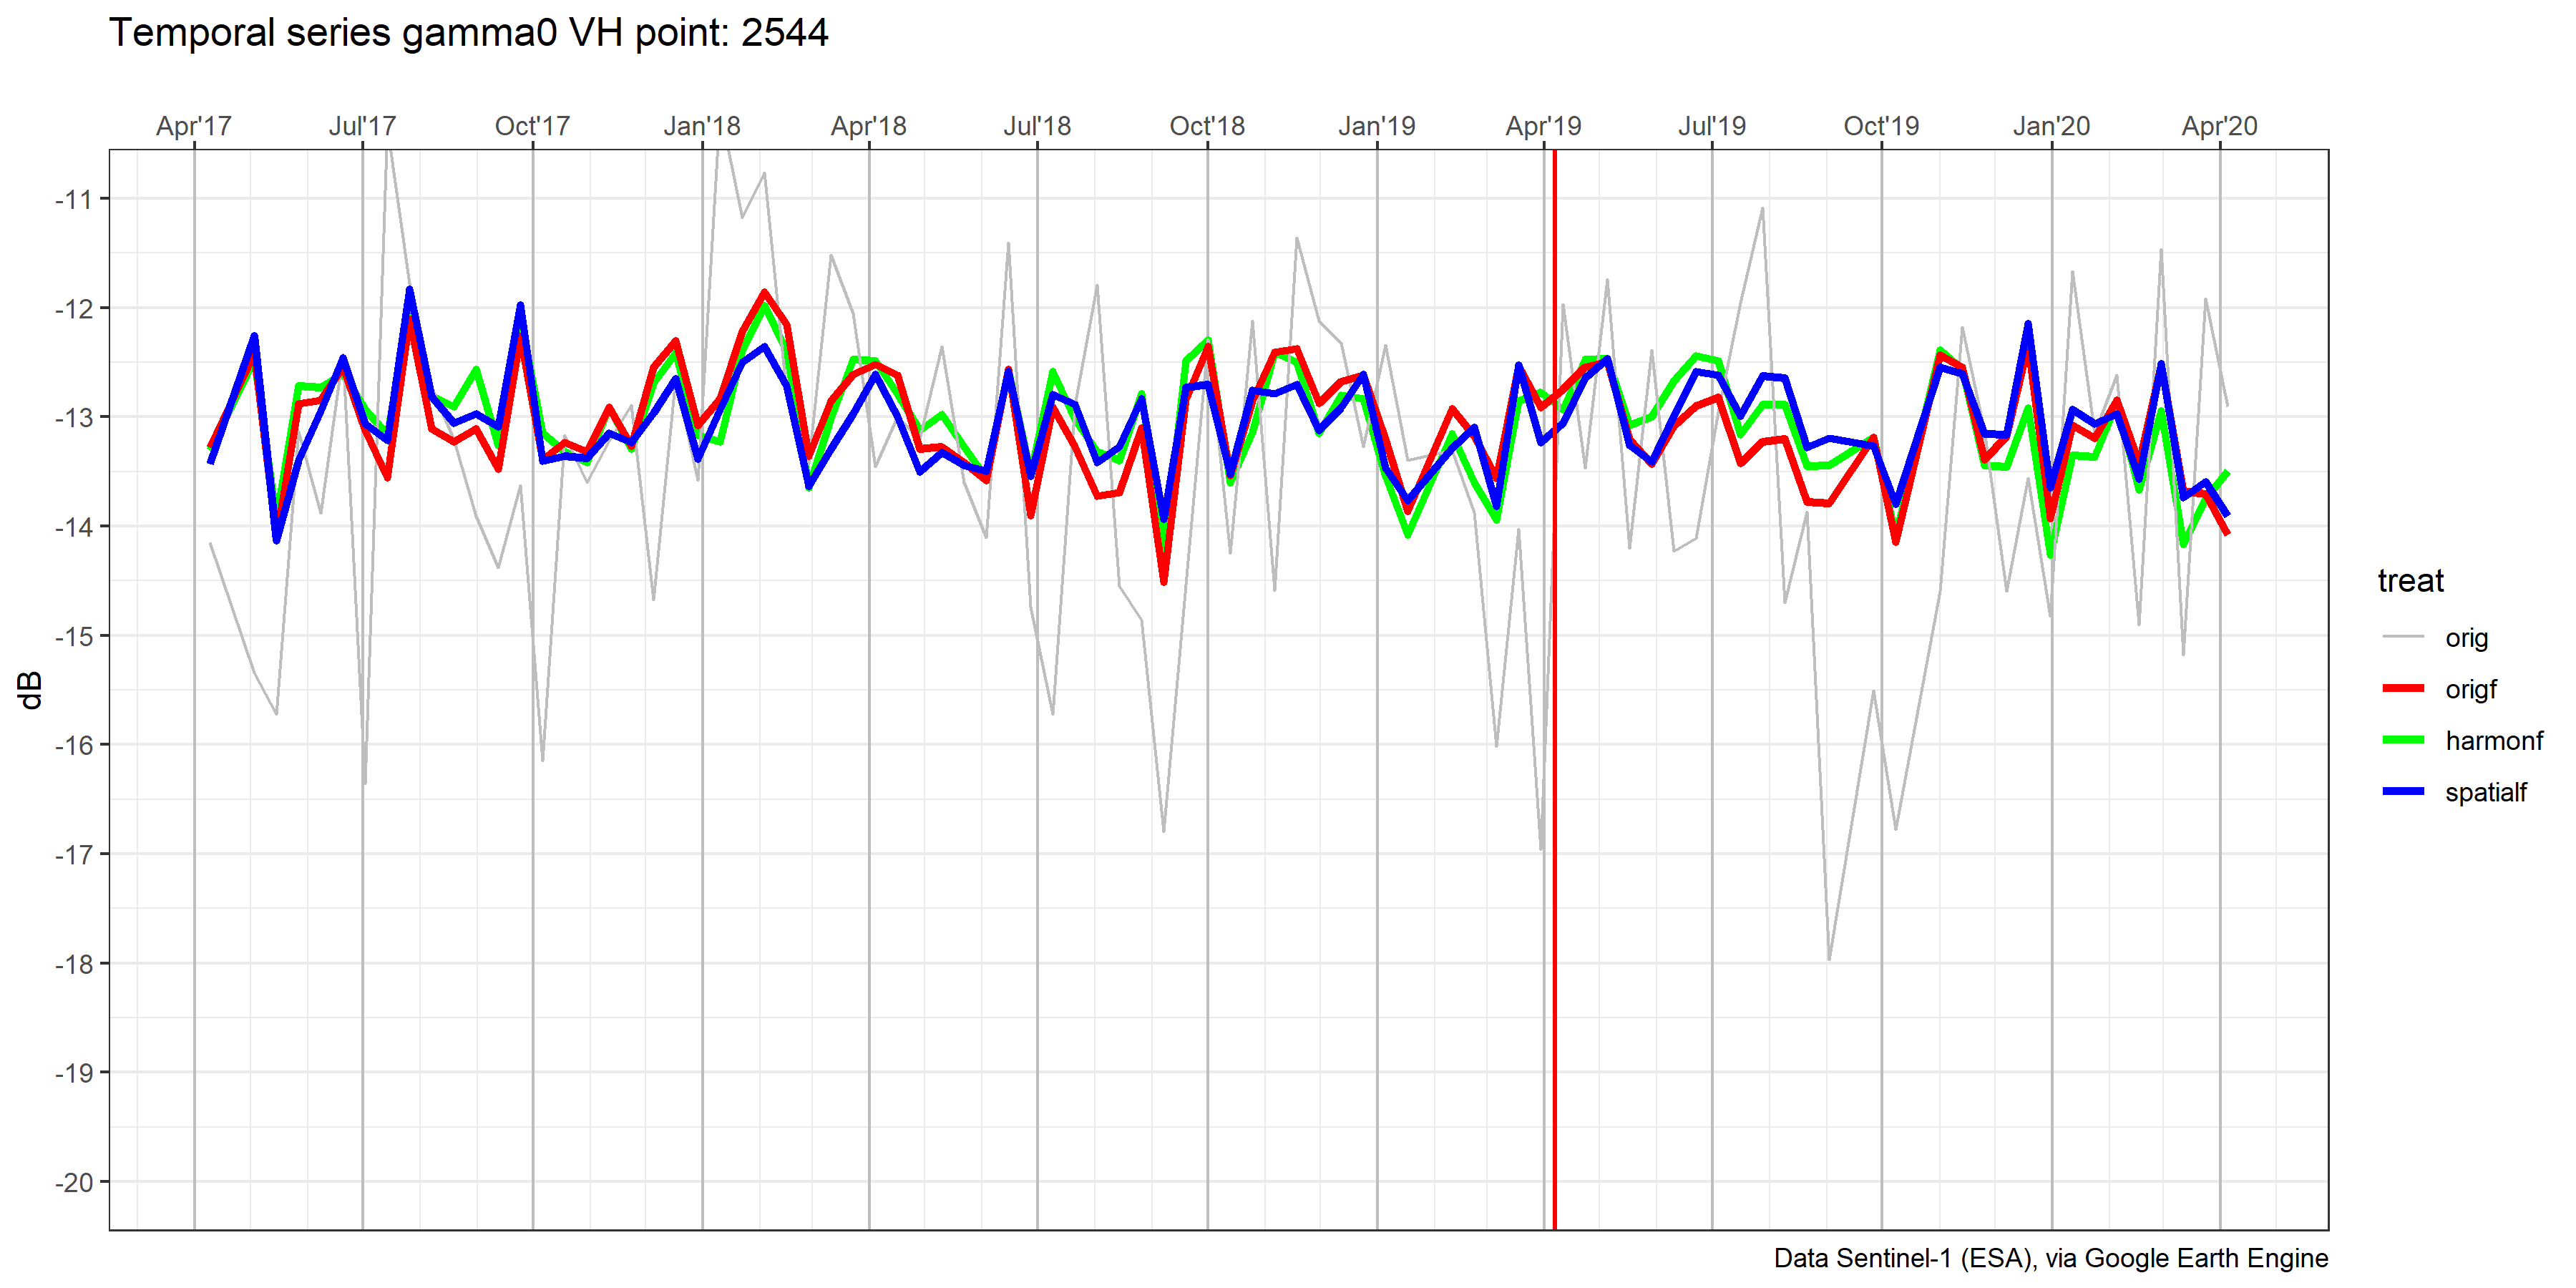 Temporal series gamma0 VH point: 2544
Apr'17 Jul'17 Oct'17 Jan'18 Apr'18 Jul'18 Oct'18 Jan'19 Apr'19 Jul'19 Oct'19 Jan'20 Apr'20
-11
-12
-13
-14
-15
-16
-17
-18
-19
-20
dB
treat
orig
origf
harmonf
spatialf
Data Sentinel-1 (ESA), via Google Earth Engine